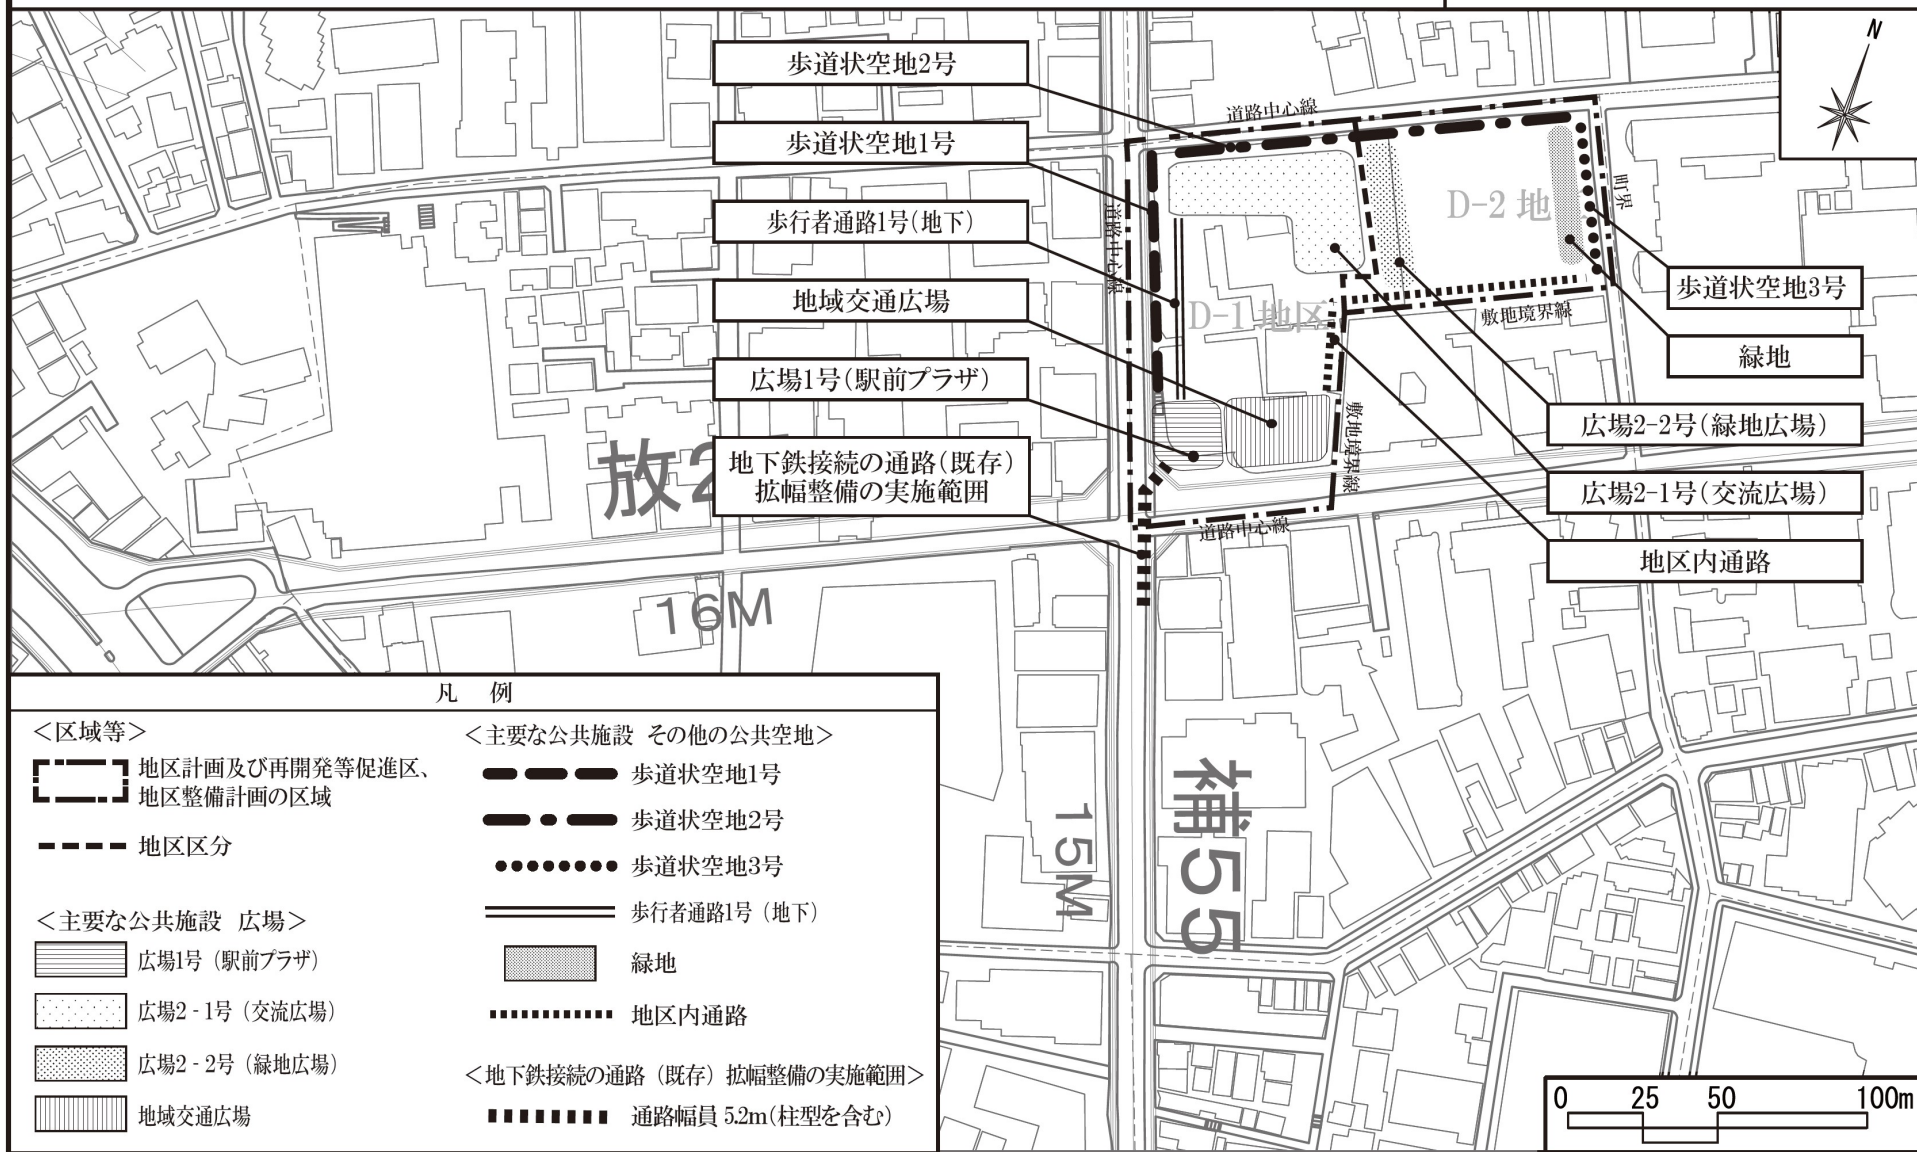 歩道状空地2号
歩道状空地1号
歩行者通路1号(地下)
地域交通広場
広場1号(駅前プラザ)
地下鉄接続の通路(既存)
拡幅整備の実施範囲
道路中心線
道路中心線
町界
N
D-2 地
D-1 地区
敷地境界線
敷地境界線
道路中心線
歩道状空地3号
緑地
広場2-2号(緑地広場)
広場2-1号(交流広場)
地区内通路
放2
16M
15M
補55
凡 例
<区域等>
地区計画及び再開発等促進区、
地区整備計画の区域
地区区分
<主要な公共施設 広場>
広場1号 (駅前プラザ)
広場2 - 1号 (交流広場)
広場2 - 2号 (緑地広場)
地域交通広場
<主要な公共施設 その他の公共空地>
歩道状空地1号
歩道状空地2号
歩道状空地3号
歩行者通路1号 (地下)
緑地
地区内通路
<地下鉄接続の通路 (既存) 拡幅整備の実施範囲>
通路幅員 5.2m(柱型を含む)
0 25 50 100m